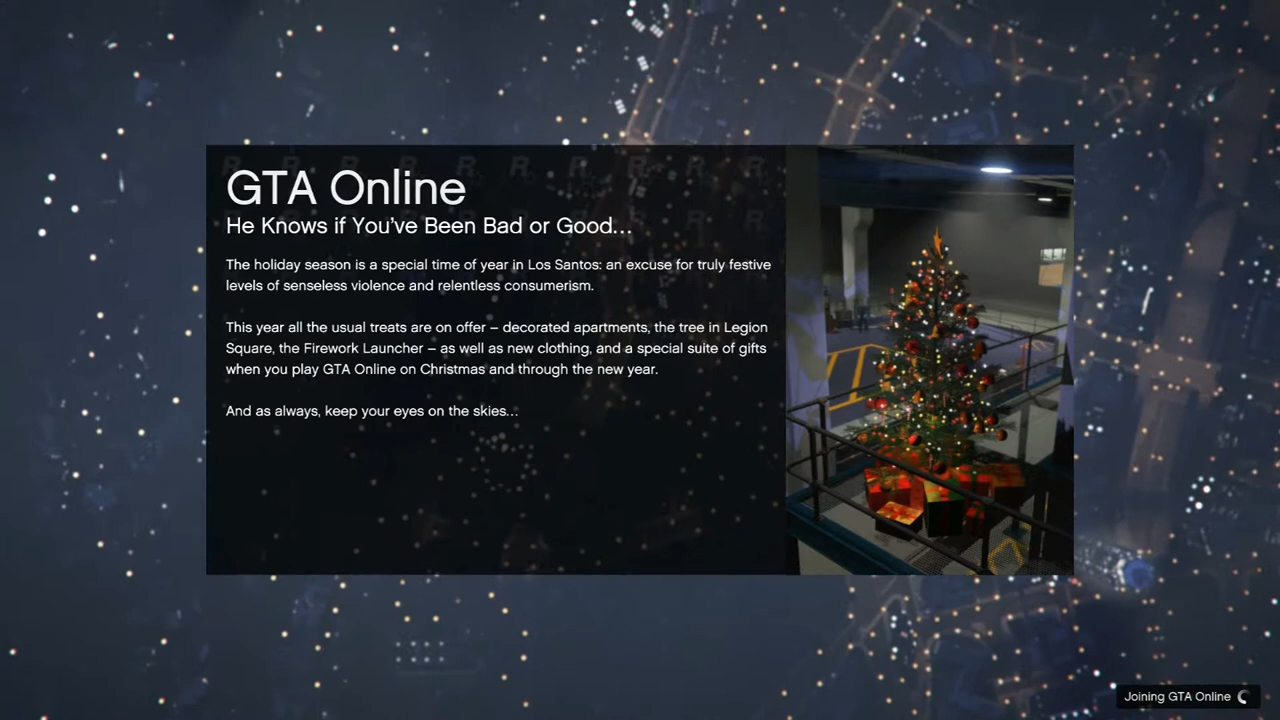 GTA Online
He Knows if You've Been Bad or Good...
The holiday season is a special time of year in Los Santos: an excuse for truly festive
levels of senseless violence and relentless consumerism.
This year all the usual treats are on offer – decorated apartments, the tree in Legion
Square, the Firework Launcher – as well as new clothing, and a special suite of gifts
when you play GTA Online on Christmas and through the new year.
And as always, keep your eyes on the skies...
Joining GTA Online